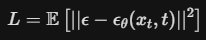 L = 𝔼 [||ϵ − ϵ_θ(x_t, t)||²]